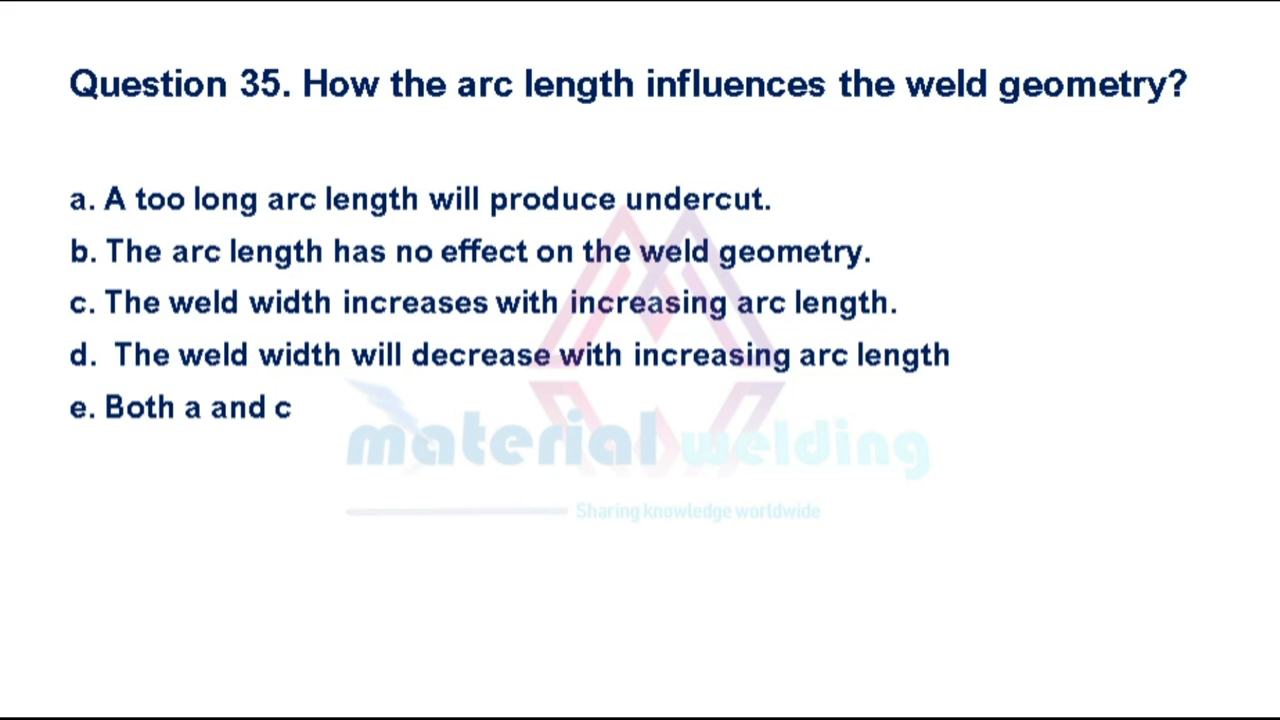 Question 35. How the arc length influences the weld geometry?
a. A too long arc length will produce undercut.
b. The arc length has no effect on the weld geometry.
c. The weld width increases with increasing arc length.
d. The weld width will decrease with increasing arc length
e. Both a and c
material welding
Sharing knowledge worldwide